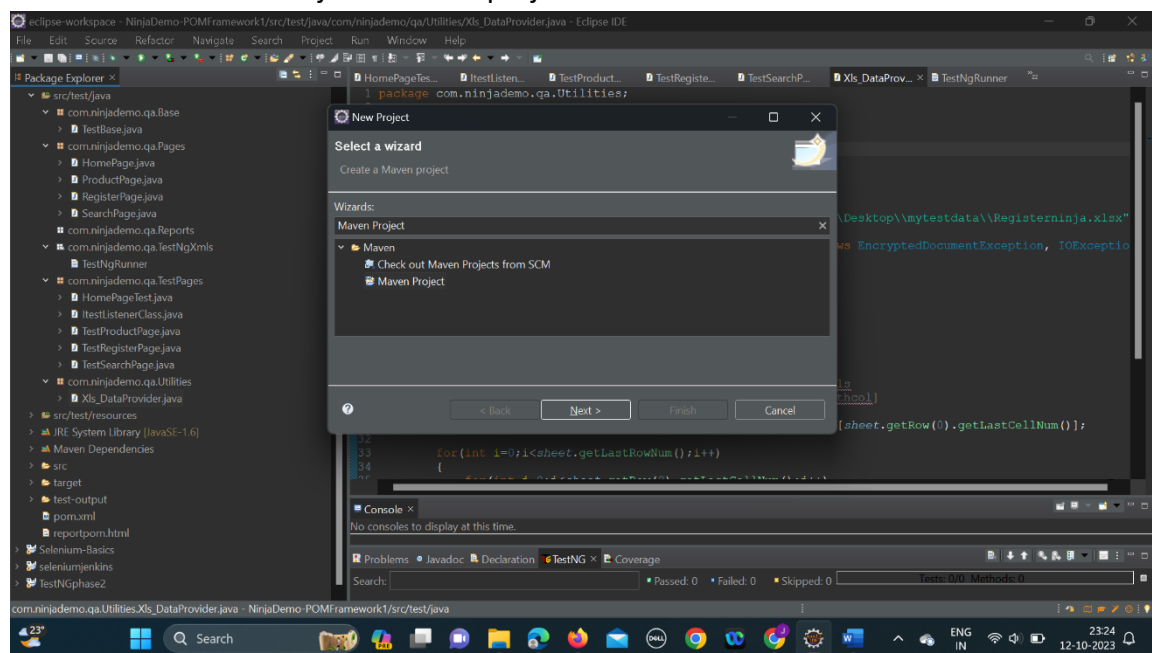 eclipse-workspace - NinjaDemo-POMFramework1/src/test/java/com/ninjademo/qa/Utilities/Xls_DataProvider.java - Eclipse IDE
File Edit Source Refactor Navigate Search Project Run Window Help
Package Explorer ×
HomePageTes... ItestListen... TestProduct... TestRegiste... TestSearchP... Xls_DataProv... × TestNgRunner
src/test/java
com.ninjademo.qa.Base
TestBase.java
com.ninjademo.qa.Pages
HomePage.java
ProductPage.java
RegisterPage.java
SearchPage.java
com.ninjademo.qa.Reports
com.ninjademo.qa.TestNgXmls
TestNgRunner
com.ninjademo.qa.TestPages
HomePageTest.java
ItestListenerClass.java
TestProductPage.java
TestRegisterPage.java
TestSearchPage.java
com.ninjademo.qa.Utilities
Xls_DataProvider.java
src/test/resources
JRE System Library [JavaSE-1.6]
Maven Dependencies
src
target
test-output
pom.xml
reportpom.html
Selenium-Basics
seleniumjenkins
TestNGphase2
1 package com.ninjademo.qa.Utilities;
\Desktop\\mytestdata\\Registerninja.xlsx"
ws EncryptedDocumentException, IOExceptio
ls
thcol]
[sheet.getRow(0).getLastCellNum()];
32
33 for(int i=0;i<sheet.getLastRowNum();i++)
34 {
New Project
Select a wizard
Create a Maven project
Wizards:
Maven Project
Maven
Check out Maven Projects from SCM
Maven Project
< Back Next > Finish Cancel
Console ×
No consoles to display at this time.
Problems Javadoc Declaration TestNG × Coverage
Search: Passed: 0 Failed: 0 Skipped: 0 Tests: 0/0 Methods: 0
com.ninjademo.qa.Utilities.Xls_DataProvider.java - NinjaDemo-POMFramework1/src/test/java
23°
Search
DELL
ENG
IN
23:24
12-10-2023